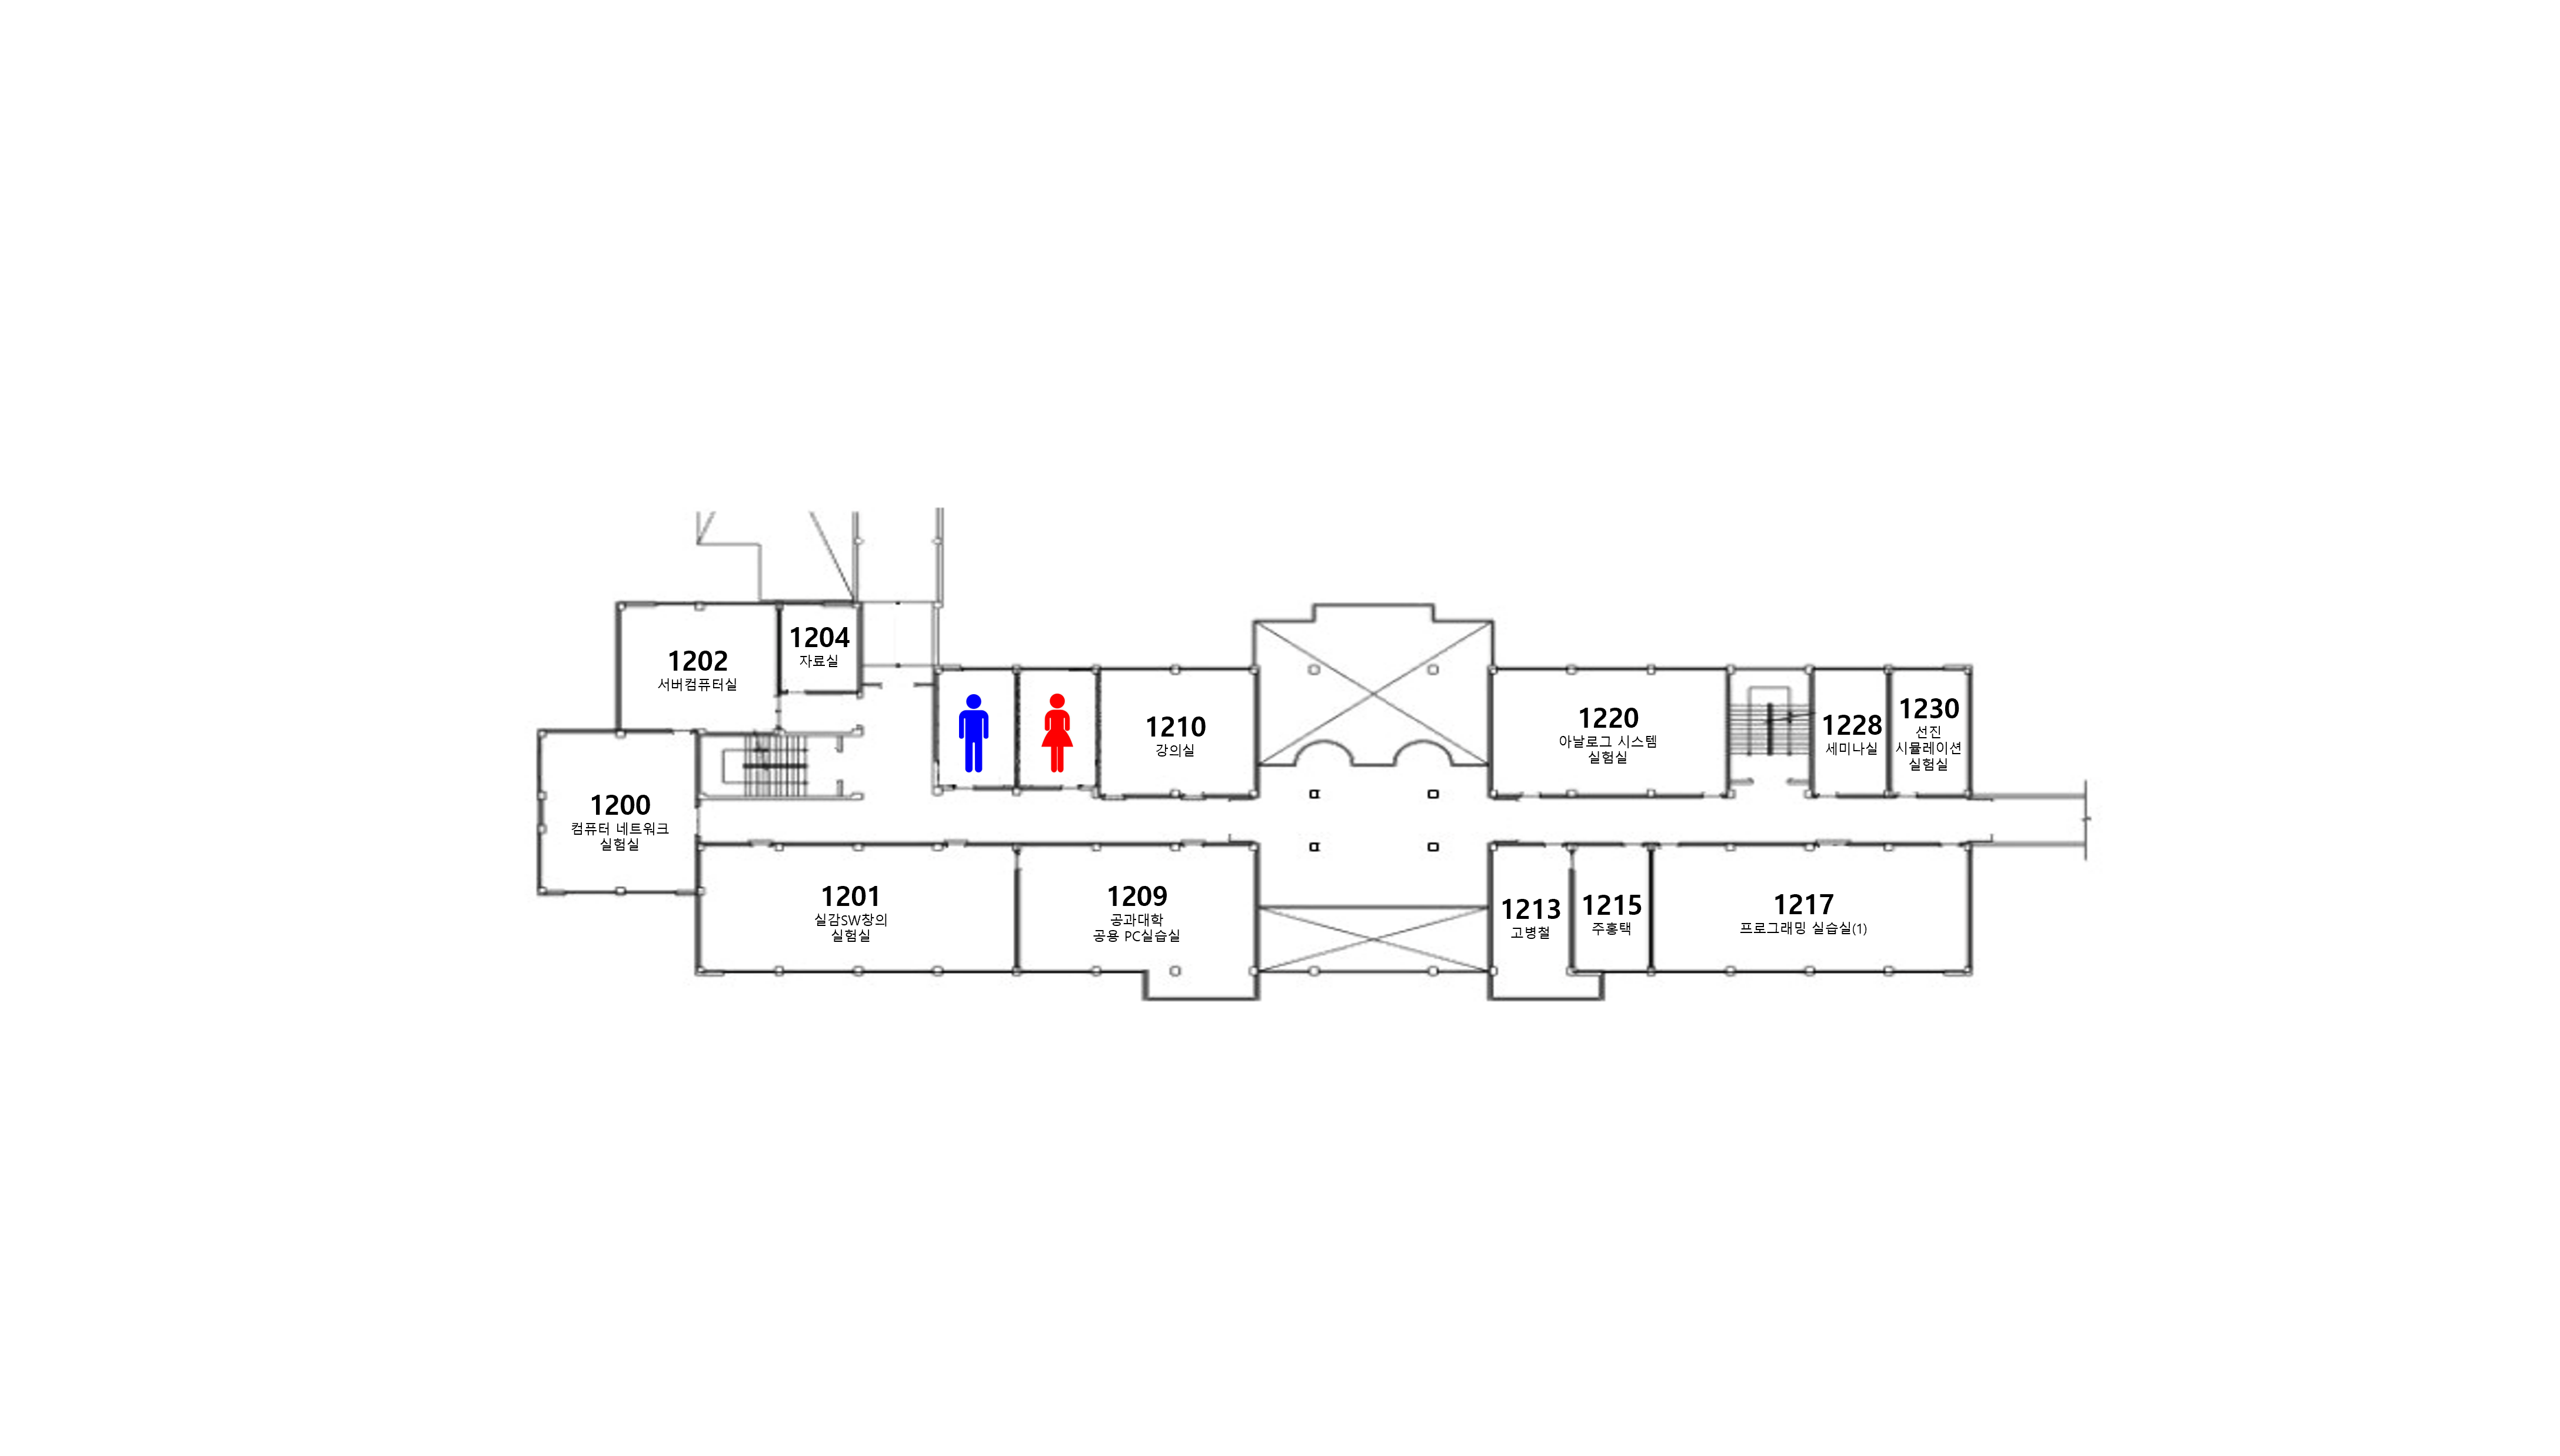 1204
자료실
1202
서버컴퓨터실
1200
컴퓨터 네트워크
실험실
1210
강의실
1220
아날로그 시스템
실험실
1228
세미나실
1230
선진
시뮬레이션
실험실
1201
실감SW창의
실험실
1209
공과대학
공용 PC실습실
1213
고병철
1215
주홍택
1217
프로그래밍 실습실(1)